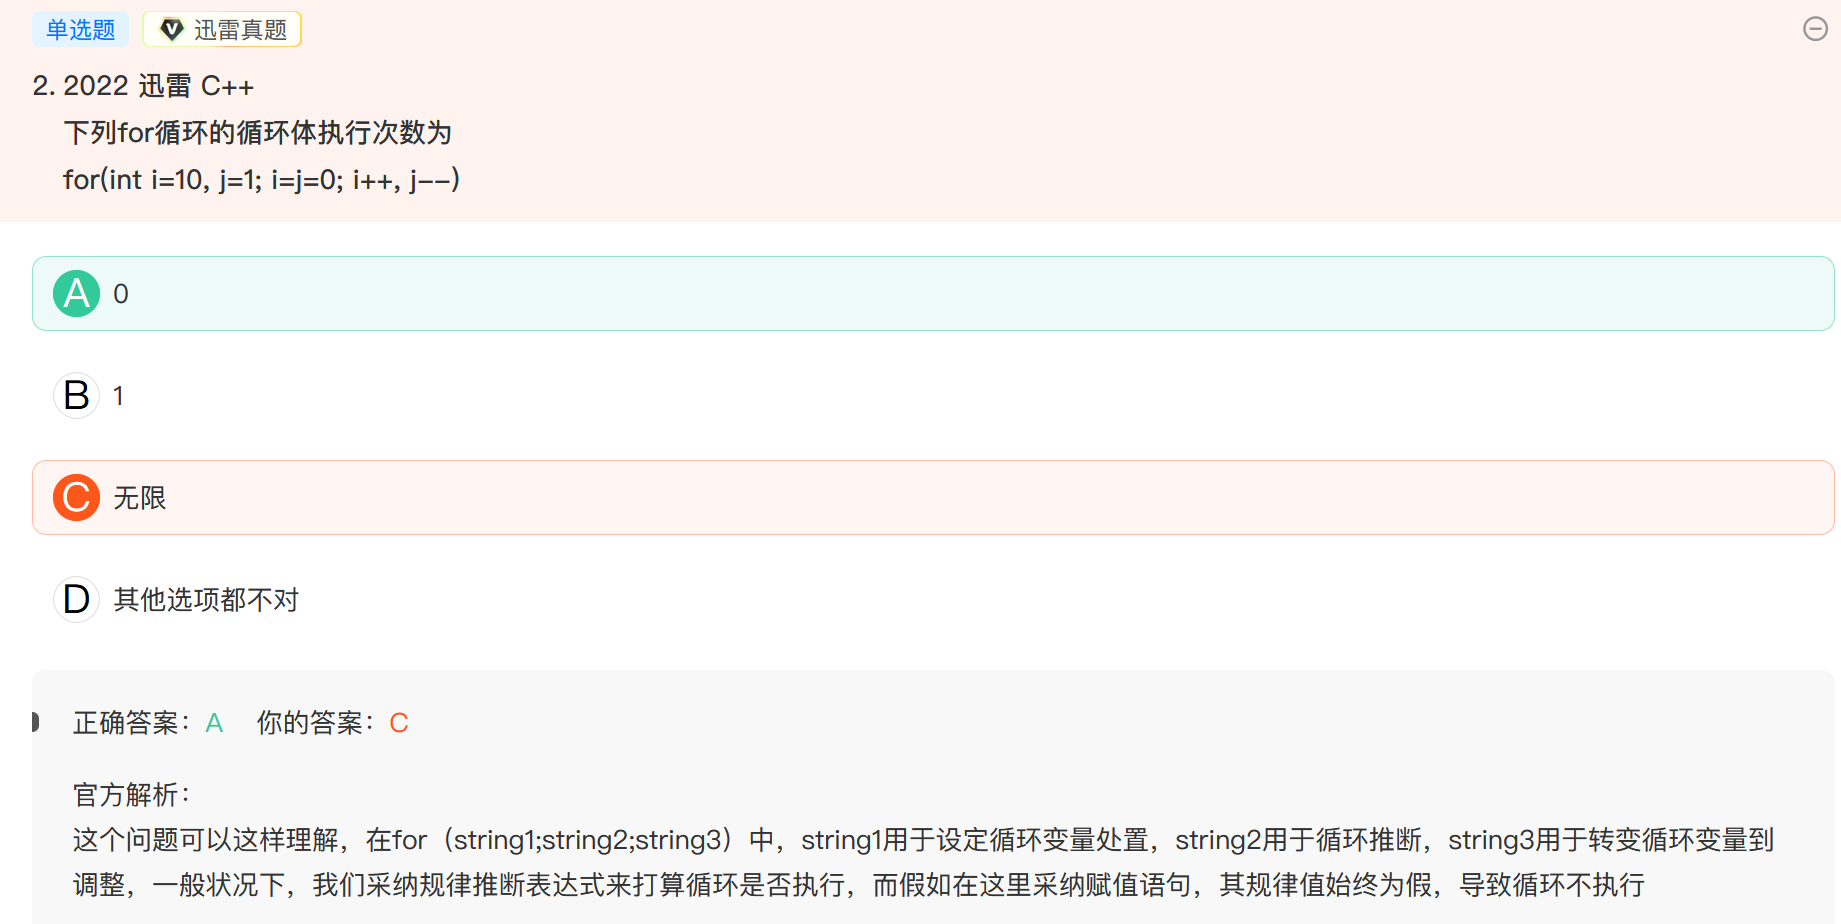 单选题 迅雷真题
2. 2022 迅雷 C++
下列for循环的循环体执行次数为
for(int i=10, j=1; i=j=0; i++, j--)
A 0
B 1
C 无限
D 其他选项都不对
正确答案：A 你的答案：C
官方解析：
这个问题可以这样理解，在for（string1;string2;string3）中，string1用于设定循环变量处置，string2用于循环推断，string3用于转变循环变量到
调整，一般状况下，我们采纳规律推断表达式来打算循环是否执行，而假如在这里采纳赋值语句，其规律值始终为假，导致循环不执行